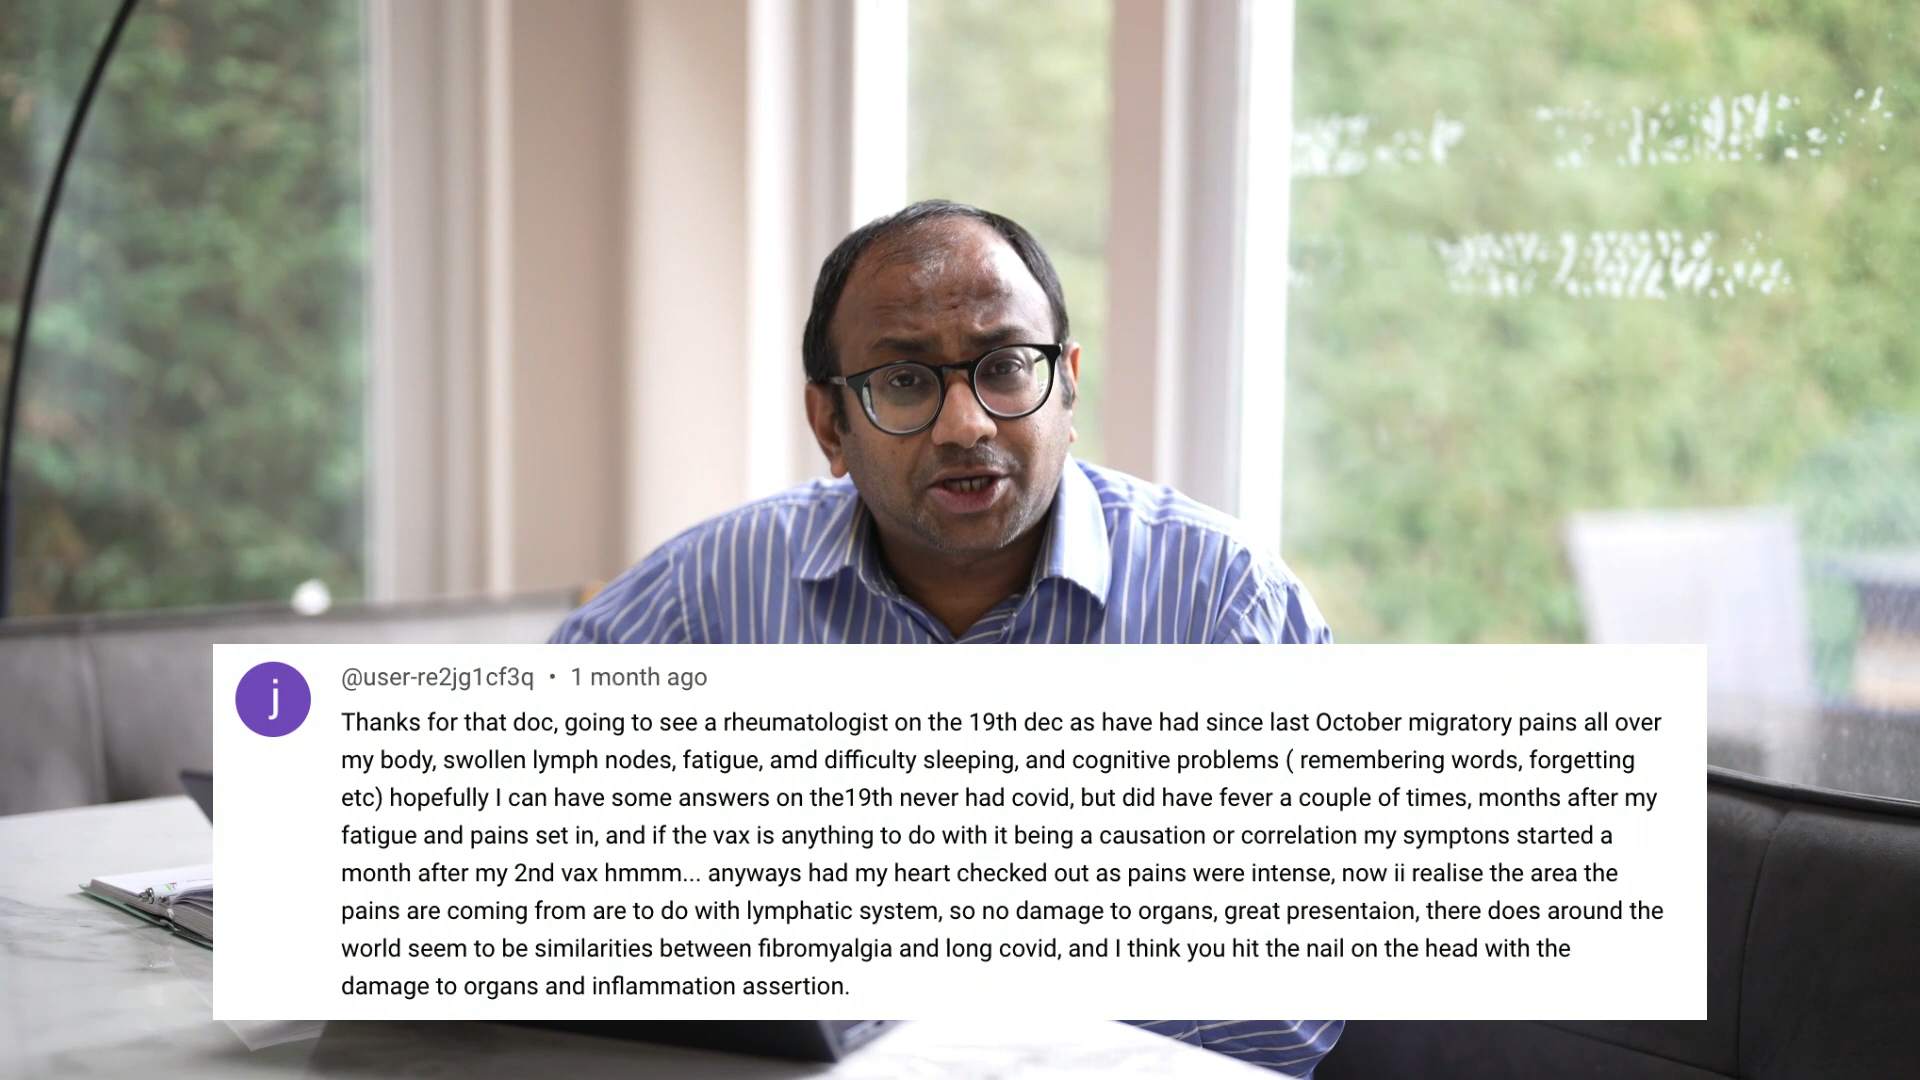 j
@user-re2jg1cf3q • 1 month ago
Thanks for that doc, going to see a rheumatologist on the 19th dec as have had since last October migratory pains all over
my body, swollen lymph nodes, fatigue, amd difficulty sleeping, and cognitive problems ( remembering words, forgetting
etc) hopefully I can have some answers on the19th never had covid, but did have fever a couple of times, months after my
fatigue and pains set in, and if the vax is anything to do with it being a causation or correlation my symptons started a
month after my 2nd vax hmmm... anyways had my heart checked out as pains were intense, now ii realise the area the
pains are coming from are to do with lymphatic system, so no damage to organs, great presentaion, there does around the
world seem to be similarities between fibromyalgia and long covid, and I think you hit the nail on the head with the
damage to organs and inflammation assertion.